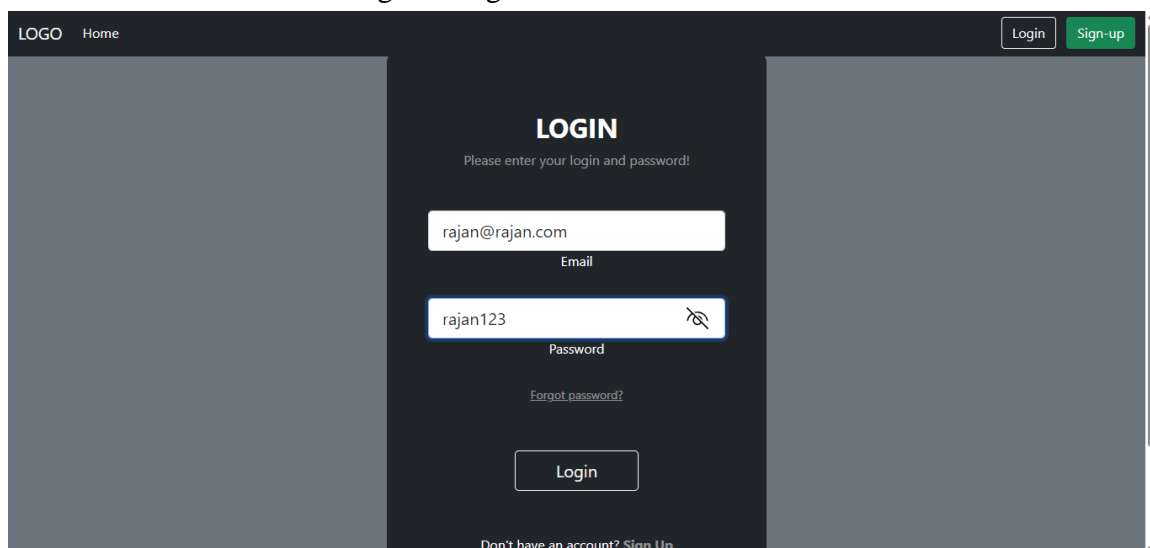 LOGO Home Login Sign-up
LOGIN
Please enter your login and password!
rajan@rajan.com
Email
rajan123
Password
Forgot password?
Login
Don't have an account? Sign Up